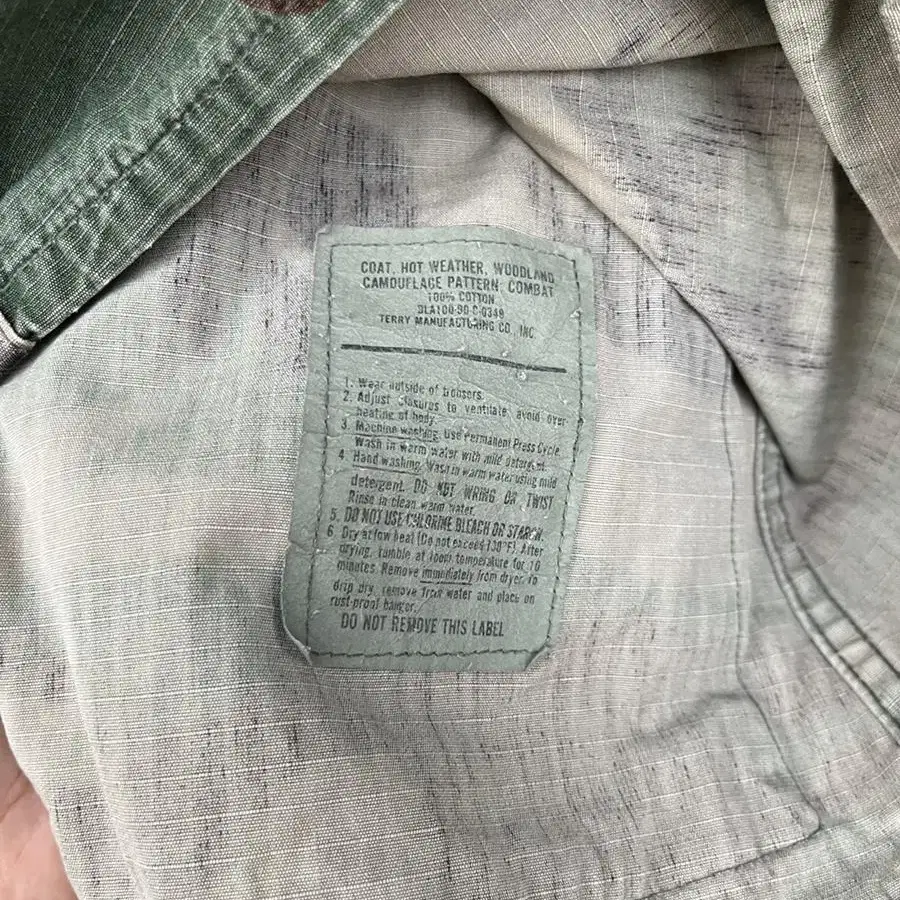 COAT, HOT WEATHER, WOODLAND
CAMOUFLAGE PATTERN, COMBAT
100% COTTON
DLA100-90-C-0349
TERRY MANUFACTURING CO., INC.
1. Wear outside of trousers.
2. Adjust closures to ventilate, avoid over
heating of body.
3. Machine washing. Use Permanent Press Cycle.
Wash in warm water with mild detergent.
4. Hand washing. Wash in warm water using mild
detergent. DO NOT WRING OR TWIST
Rinse in clean warm water.
5. DO NOT USE CHLORINE BLEACH OR STARCH.
6. Dry at low heat (Do not exceed 130°F). After
drying, tumble at room temperature for 10
minutes. Remove immediately from dryer. To
drip dry, remove from water and place on
rust-proof hanger.
DO NOT REMOVE THIS LABEL